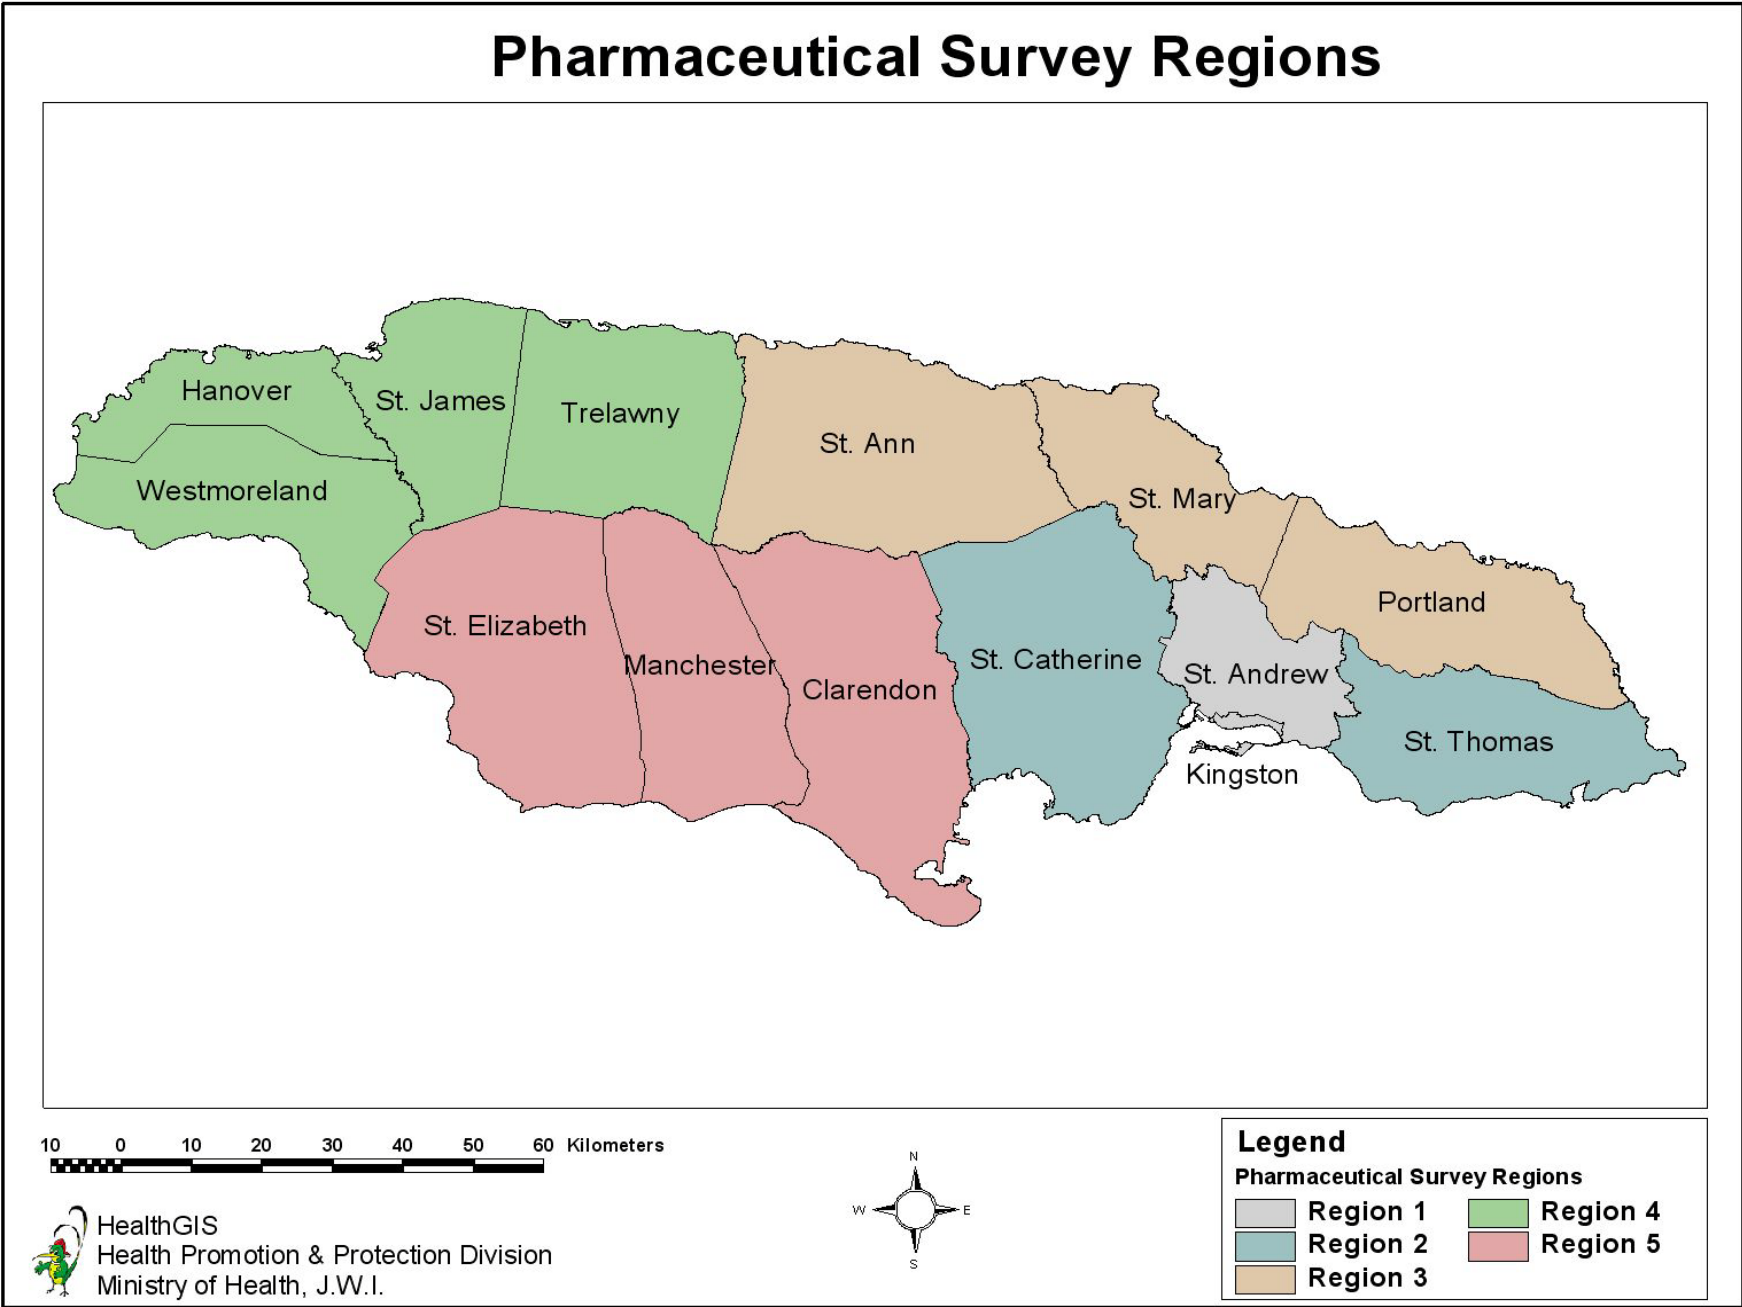 Pharmaceutical Survey Regions
Hanover
St. James
Trelawny
St. Ann
Westmoreland
St. Mary
Portland
St. Elizabeth
Manchester
Clarendon
St. Catherine
St. Andrew
St. Thomas
Kingston
10 0 10 20 30 40 50 60 Kilometers
HealthGIS
Health Promotion & Protection Division
Ministry of Health, J.W.I.
N
W E
S
Legend
Pharmaceutical Survey Regions
Region 1 Region 4
Region 2 Region 5
Region 3